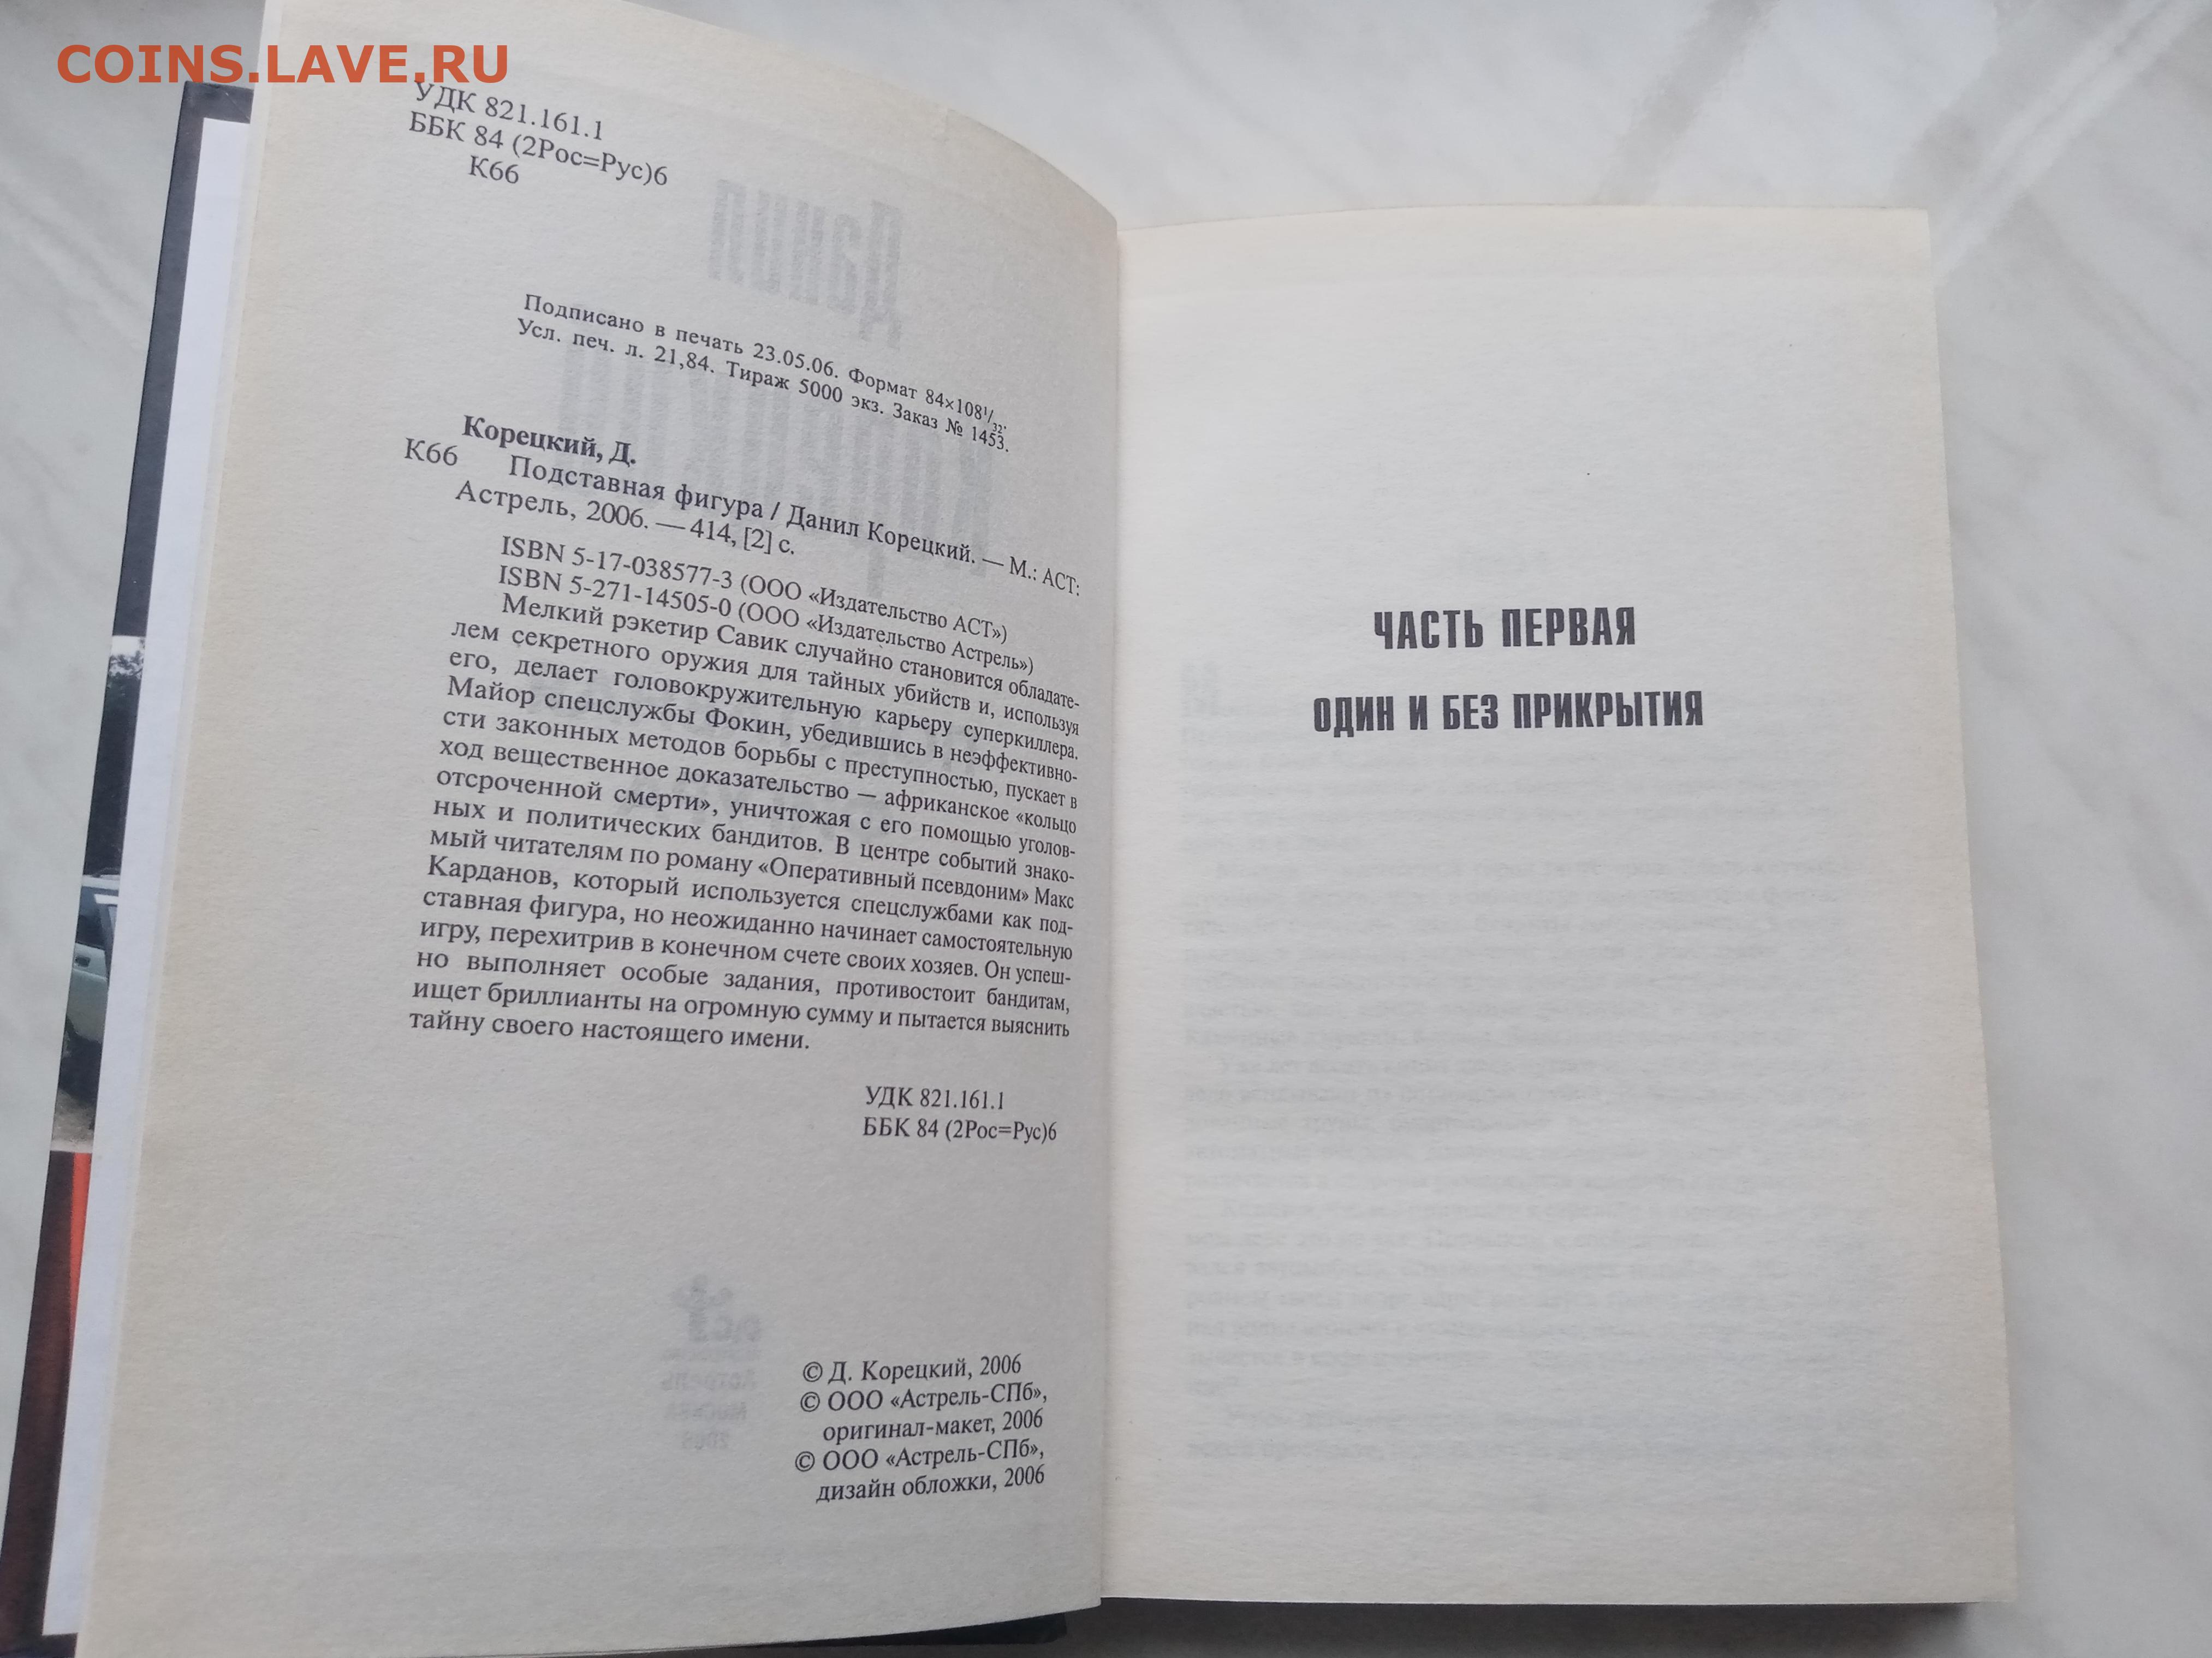 COINS.LAVE.RU
УДК 821.161.1
ББК 84 (2Рос=Рус)6
К66
Подписано в печать 23.05.06. Формат 84×108¹/₃₂.
Усл. печ. л. 21,84. Тираж 5000 экз. Заказ № 1453.
Корецкий, Д.
К66 Подставная фигура / Данил Корецкий. — М.: АСТ:
Астрель, 2006. — 414, [2] с.
ISBN 5-17-038577-3 (ООО «Издательство АСТ»)
ISBN 5-271-14505-0 (ООО «Издательство Астрель»)
Мелкий рэкетир Савик случайно становится обладате-
лем секретного оружия для тайных убийств и, используя
его, делает головокружительную карьеру суперкиллера.
Майор спецслужбы Фокин, убедившись в неэффективно-
сти законных методов борьбы с преступностью, пускает в
ход вещественное доказательство — африканское «кольцо
отсроченной смерти», уничтожая с его помощью уголов-
ных и политических бандитов. В центре событий знако-
мый читателям по роману «Оперативный псевдоним» Макс
Карданов, который используется спецслужбами как под-
ставная фигура, но неожиданно начинает самостоятельную
игру, перехитрив в конечном счете своих хозяев. Он успеш-
но выполняет особые задания, противостоит бандитам,
ищет бриллианты на огромную сумму и пытается выяснить
тайну своего настоящего имени.
УДК 821.161.1
ББК 84 (2Рос=Рус)6
© Д. Корецкий, 2006
© ООО «Астрель-СПб»,
оригинал-макет, 2006
© ООО «Астрель-СПб»,
дизайн обложки, 2006
ЧАСТЬ ПЕРВАЯ
ОДИН И БЕЗ ПРИКРЫТИЯ